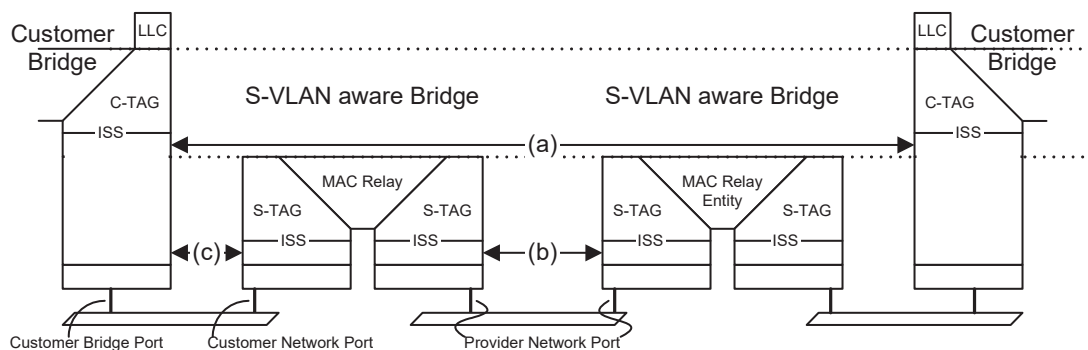 LLC
LLC
Customer
Bridge
Customer
Bridge
C-TAG
S-VLAN aware Bridge
S-VLAN aware Bridge
C-TAG
ISS
ISS
(a)
MAC Relay
MAC Relay
Entity
S-TAG
S-TAG
S-TAG
S-TAG
ISS
ISS
ISS
ISS
(c)
(b)
Customer Bridge Port
Customer Network Port
Provider Network Port